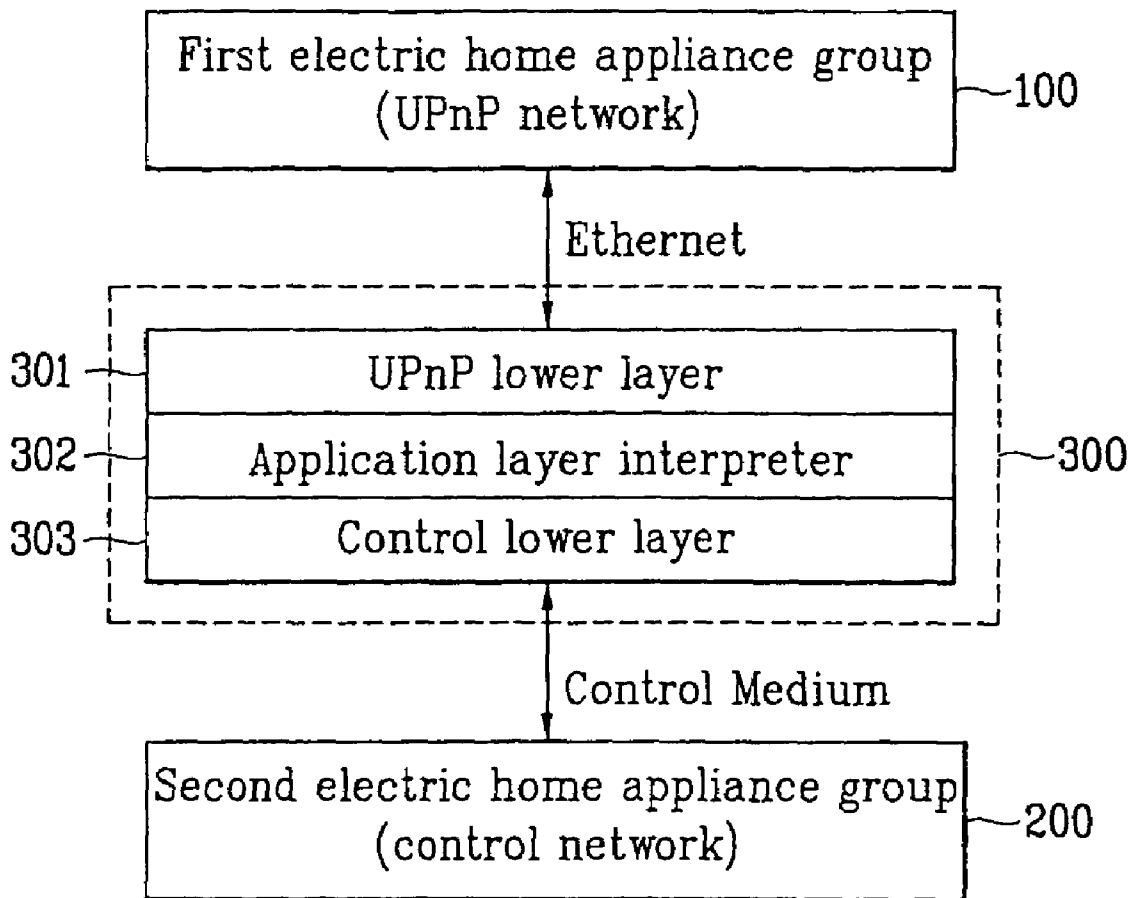 First electric home appliance group
(UPnP network)
100
Ethernet
301
UPnP lower layer
302
Application layer interpreter
300
303
Control lower layer
Control Medium
Second electric home appliance group
(control network)
200